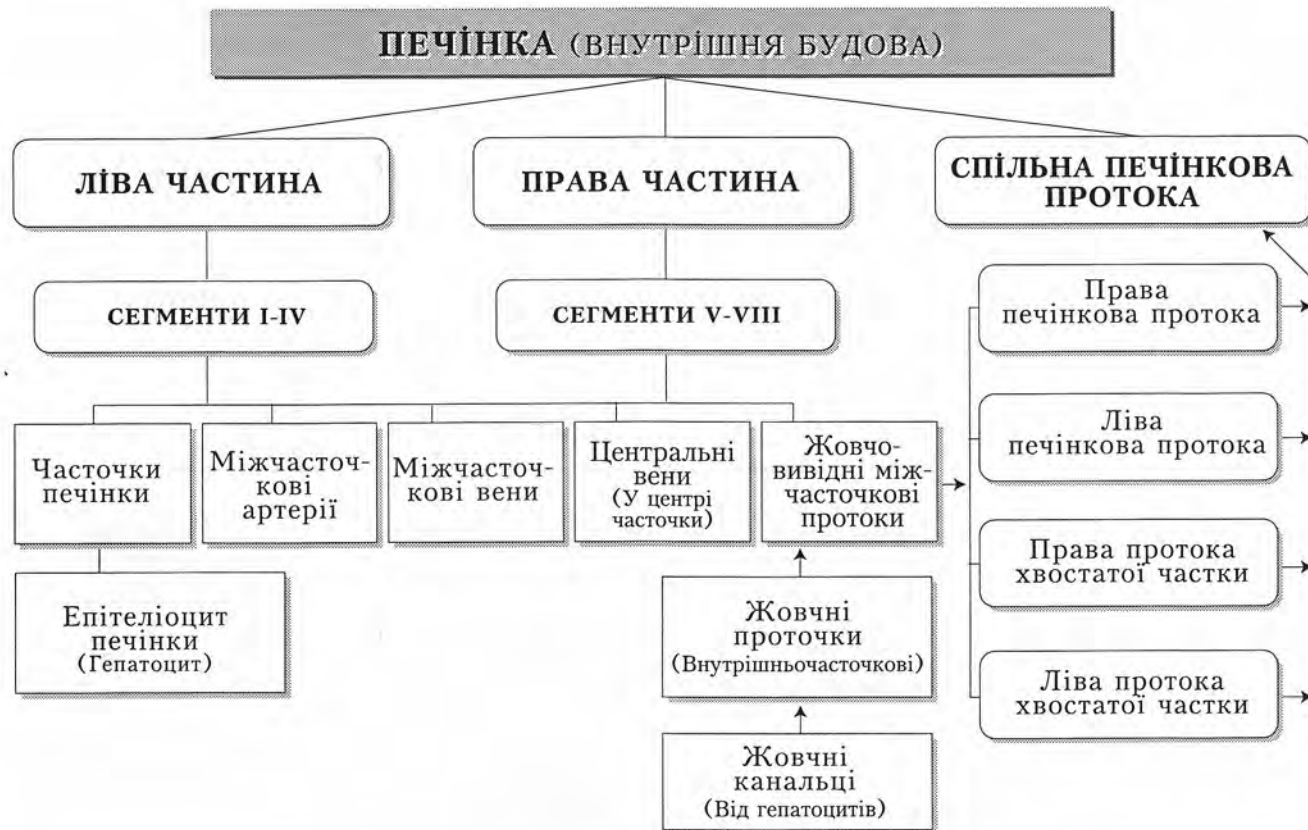 ПЕЧІНКА (ВНУТРІШНЯ БУДОВА)
ЛІВА ЧАСТИНА
ПРАВА ЧАСТИНА
СПІЛЬНА ПЕЧІНКОВА
ПРОТОКА
СЕГМЕНТИ I-IV
СЕГМЕНТИ V-VIII
Права
печінкова протока
Ліва
печінкова протока
Права протока
хвостатої частки
Ліва протока
хвостатої частки
Часточки
печінки
Міжчасточ-
кові
артерії
Міжчасточ-
кові вени
Центральні
вени
(У центрі
часточки)
Жовчо-
вивідні між-
часточкові
протоки
Епітеліоцит
печінки
(Гепатоцит)
Жовчні
проточки
(Внутрішньочасточкові)
Жовчні
канальці
(Від гепатоцитів)